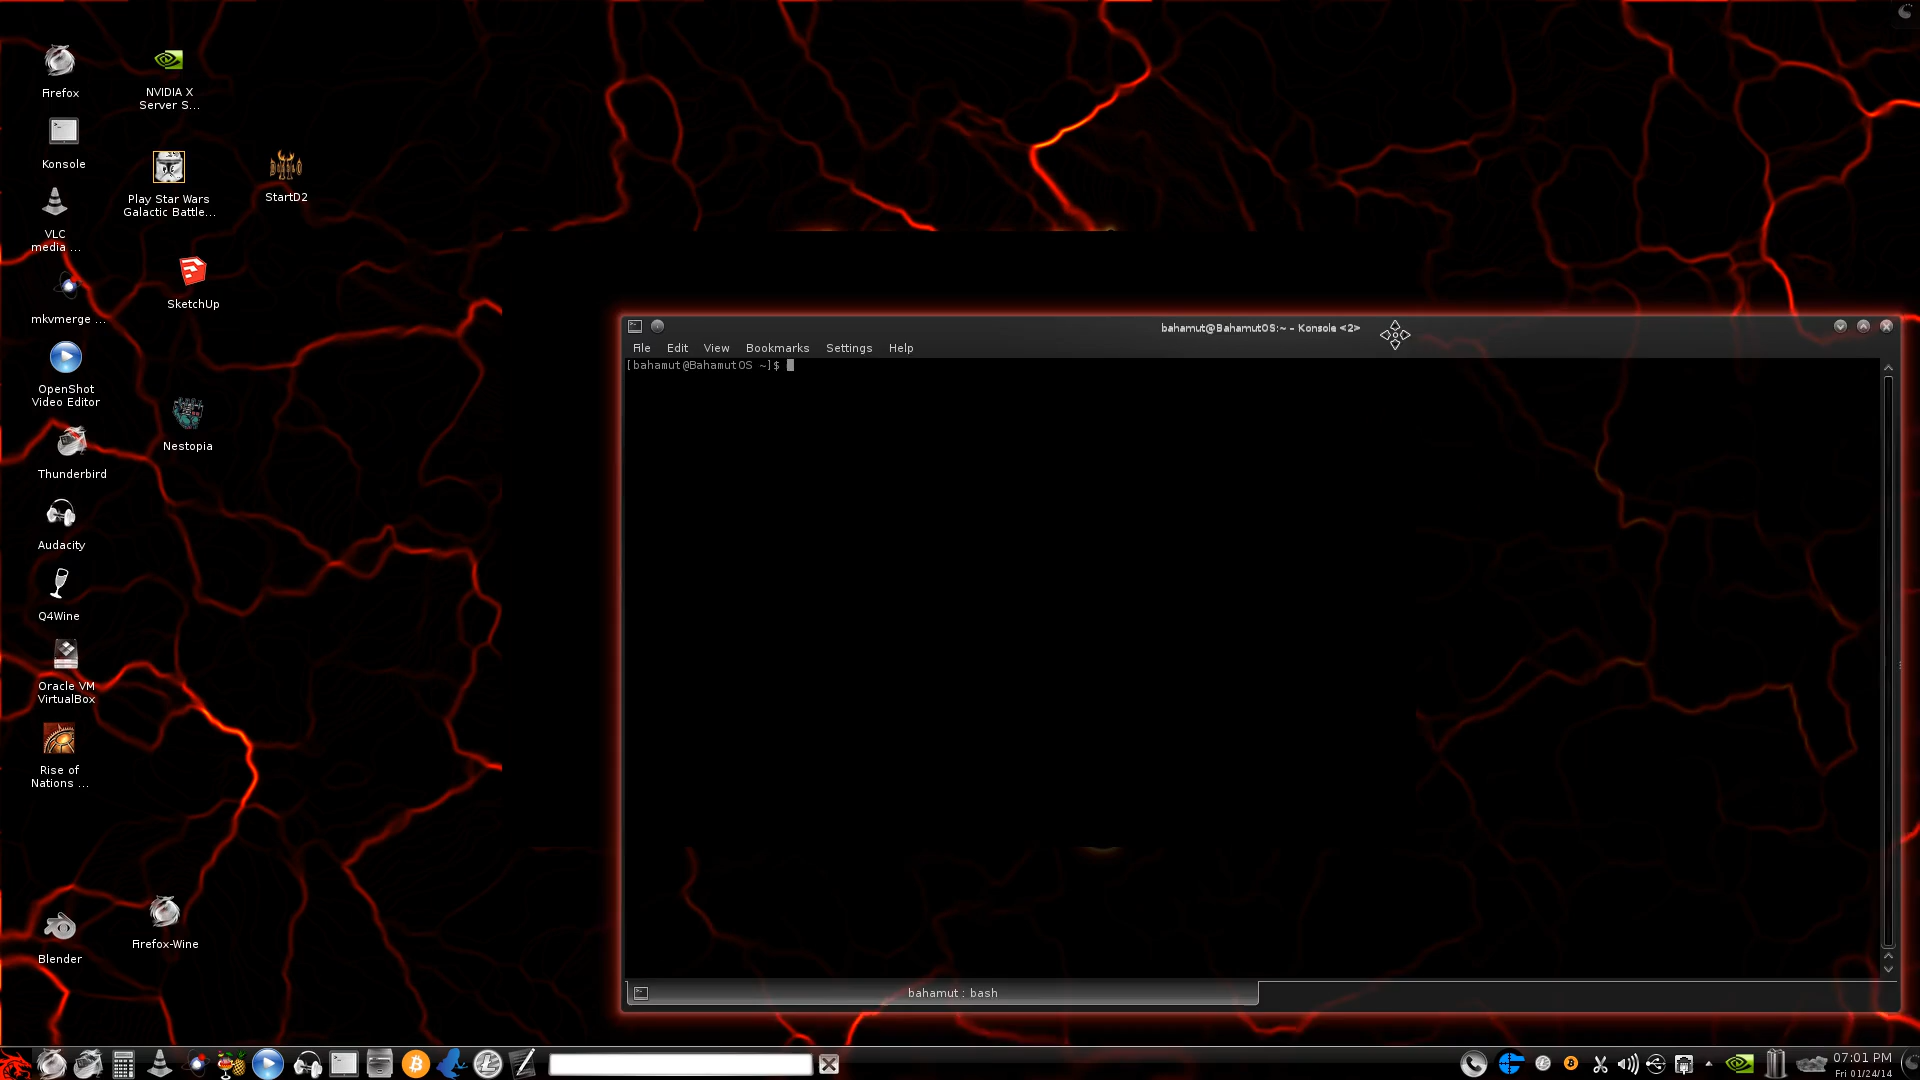 Firefox
NVIDIA X
Server S...
Konsole
Play Star Wars
Galactic Battle...
DIABLO
StartD2
VLC
media ...
SketchUp
mkvmerge ...
OpenShot
Video Editor
Nestopia
Thunderbird
Audacity
Q4Wine
Oracle VM
VirtualBox
Rise of
Nations ...
Blender
Firefox-Wine
bahamut@BahamutOS:~ - Konsole <2>
File Edit View Bookmarks Settings Help
[bahamut@BahamutOS ~]$
bahamut : bash
07:01 PM
Fri 01/24/14